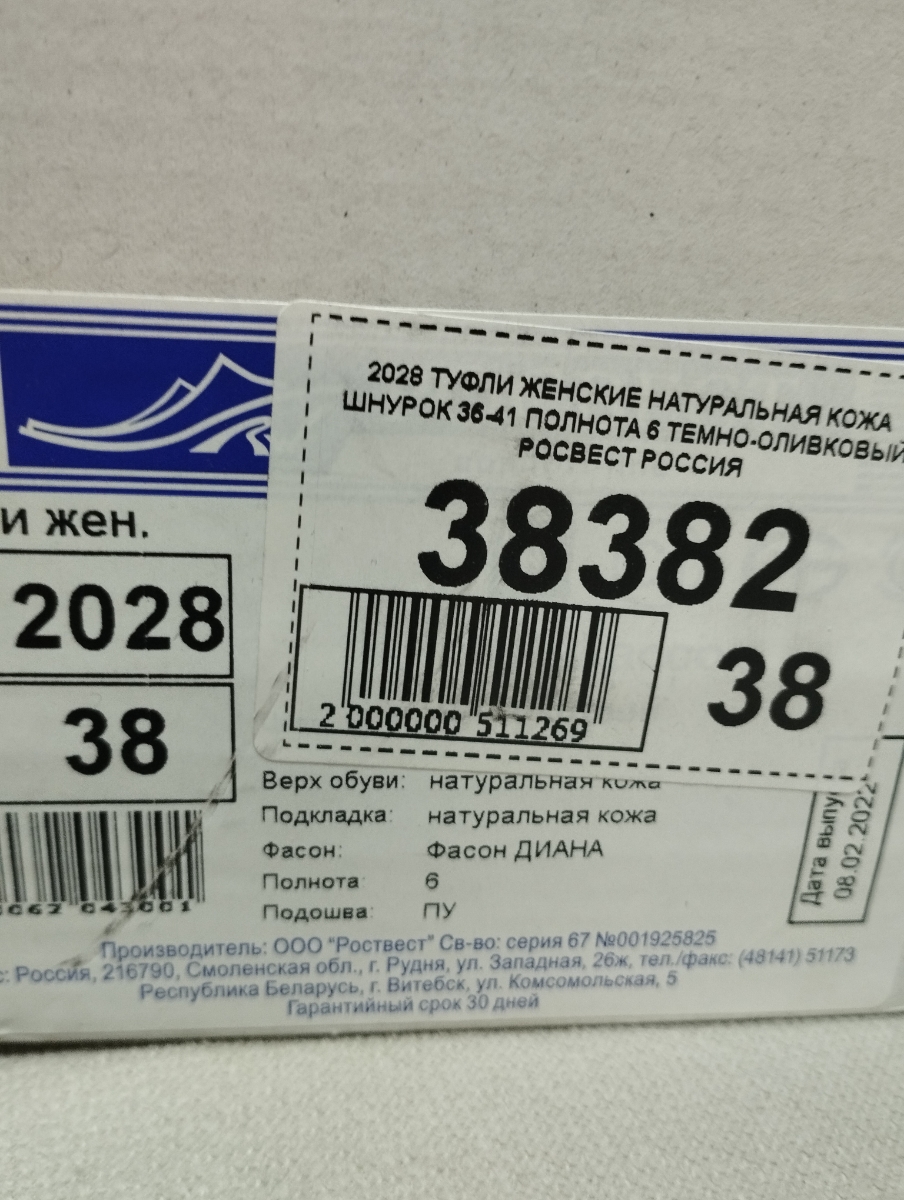 2028 ТУФЛИ ЖЕНСКИЕ НАТУРАЛЬНАЯ КОЖА
ШНУРОК 36-41 ПОЛНОТА 6 ТЕМНО-ОЛИВКОВЫЙ
РОСВЕСТ РОССИЯ
38382
38
2 000000 511269
и жен.
2028
38
043001
Верх обуви: натуральная кожа
Подкладка: натуральная кожа
Фасон: Фасон ДИАНА
Полнота: 6
Подошва: ПУ
Дата выпу
08.02.2022
Производитель: ООО "Роствест" Св-во: серия 67 №001925825
с: Россия, 216790, Смоленская обл., г. Рудня, ул. Западная, 26ж, тел./факс: (48141) 51173
Республика Беларусь, г. Витебск, ул. Комсомольская, 5
Гарантийный срок 30 дней